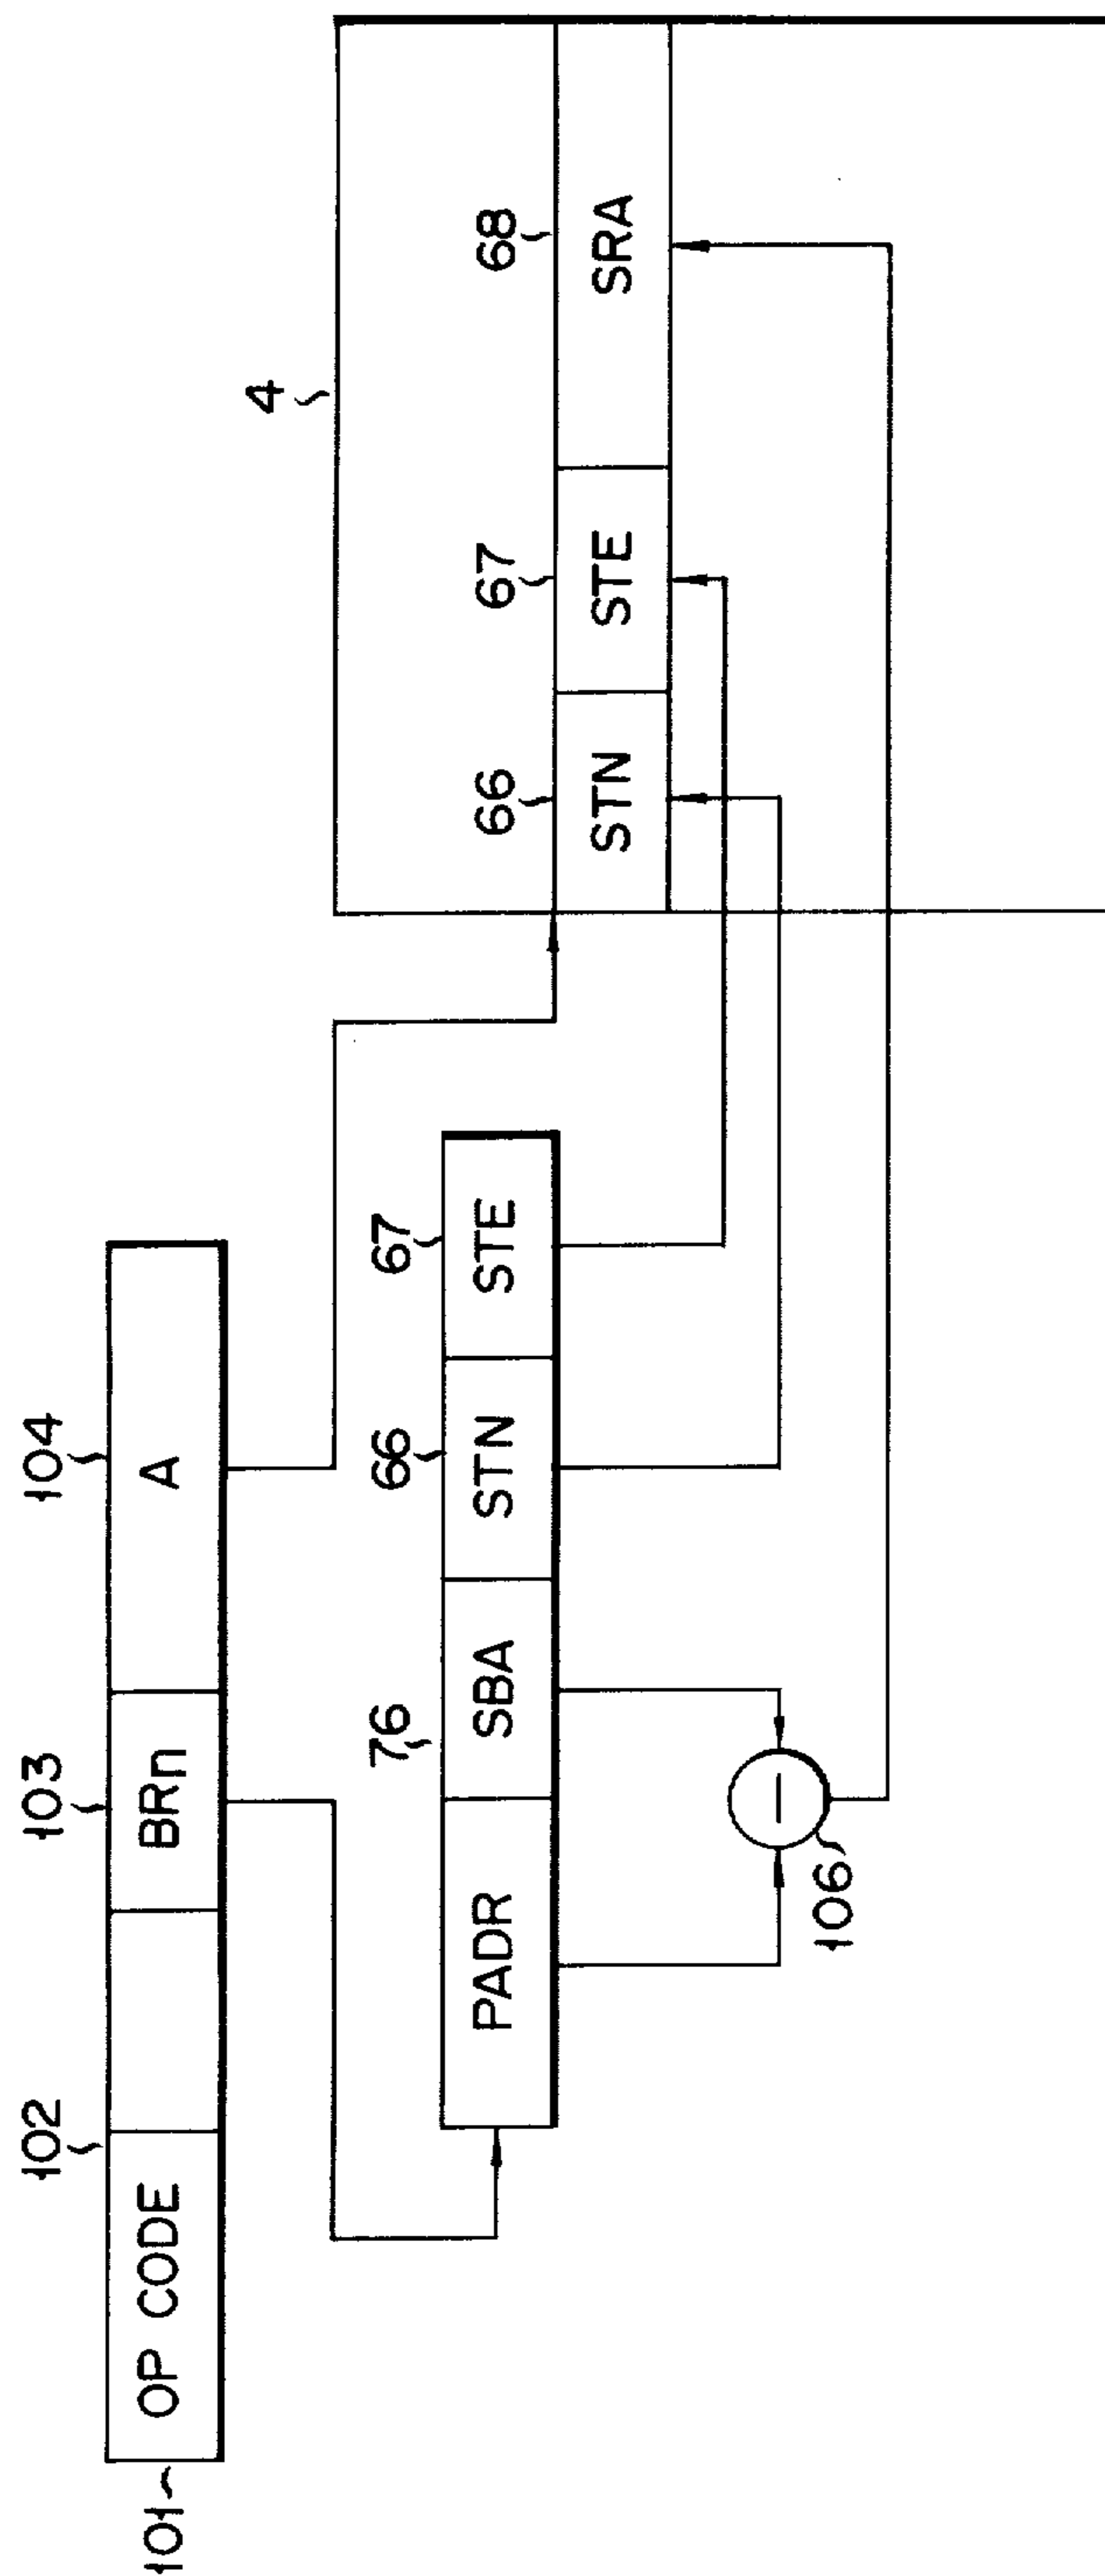 102 103 104
101 OP CODE BRn A
4
76 66 67
PADR SBA STN STE
66 67 68
STN STE SRA
106 —